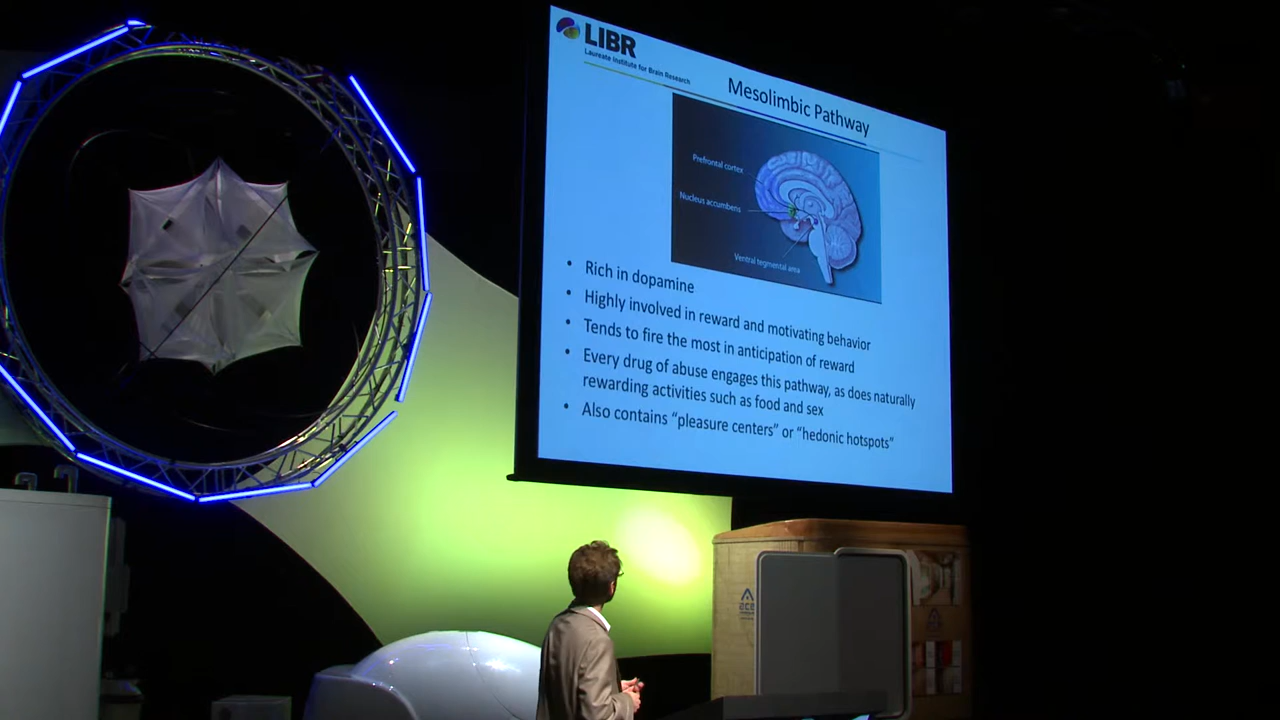 LIBR
Laureate Institute for Brain Research
Mesolimbic Pathway
Prefrontal cortex
Nucleus accumbens
Ventral tegmental area
• Rich in dopamine
• Highly involved in reward and motivating behavior
• Tends to fire the most in anticipation of reward
• Every drug of abuse engages this pathway, as does naturally
rewarding activities such as food and sex
• Also contains “pleasure centers” or “hedonic hotspots”